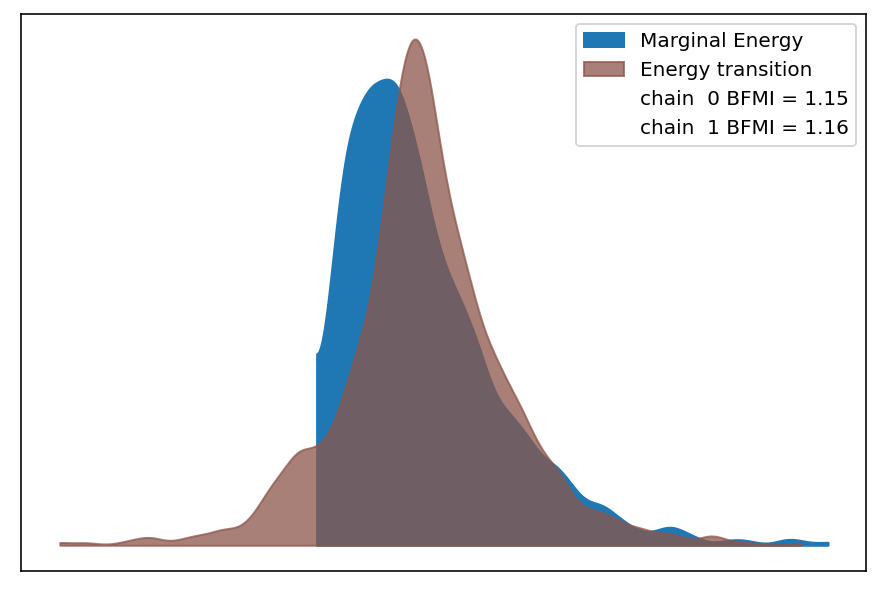 Marginal Energy
Energy transition
chain  0 BFMI = 1.15
chain  1 BFMI = 1.16